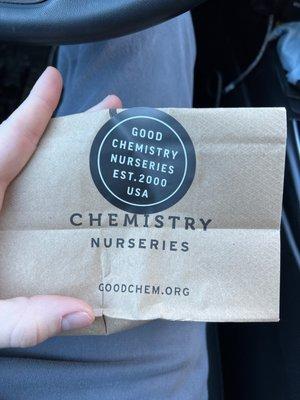 GOOD
CHEMISTRY
NURSERIES
EST.2000
USA
CHEMISTRY
NURSERIES
GOODCHEM.ORG